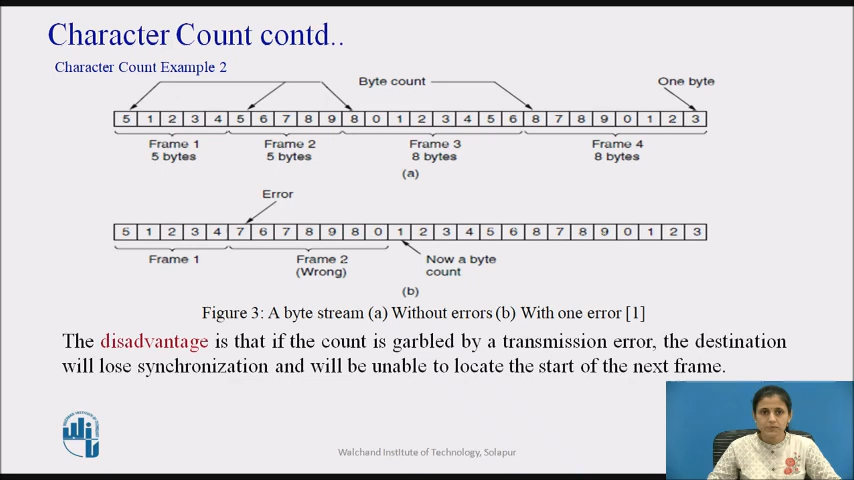 Character Count contd..
Character Count Example 2
Byte count
One byte
5 1 2 3 4 5 6 7 8 9 8 0 1 2 3 4 5 6 8 7 8 9 0 1 2 3
Frame 1 Frame 2 Frame 3 Frame 4
5 bytes 5 bytes 8 bytes 8 bytes
(a)
Error
5 1 2 3 4 7 6 7 8 9 8 0 1 2 3 4 5 6 8 7 8 9 0 1 2 3
Frame 1 Frame 2 Now a byte
(Wrong) count
(b)
Figure 3: A byte stream (a) Without errors (b) With one error [1]
The disadvantage is that if the count is garbled by a transmission error, the destination
will lose synchronization and will be unable to locate the start of the next frame.
Walchand Institute of Technology, Solapur